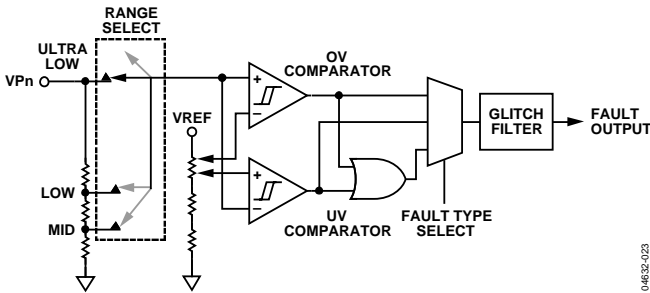 RANGE
SELECT
ULTRA
LOW
VPn
OV
COMPARATOR
+
−
VREF
GLITCH
FILTER
FAULT
OUTPUT
+
−
LOW
MID
UV
COMPARATOR
FAULT TYPE
SELECT
04632-023